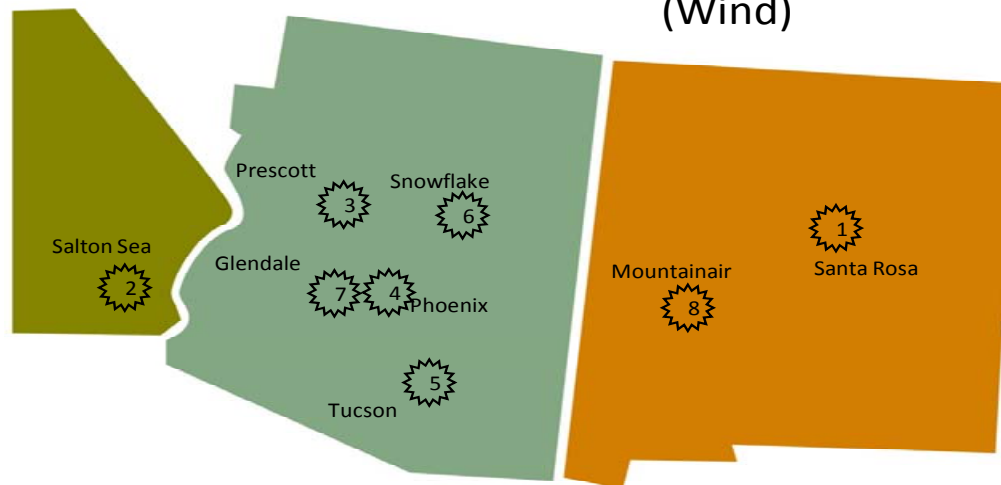 (Wind)
Prescott
Snowflake
3
6
1
Salton Sea
Glendale
Mountainair
Santa Rosa
2
7
4
Phoenix
8
5
Tucson